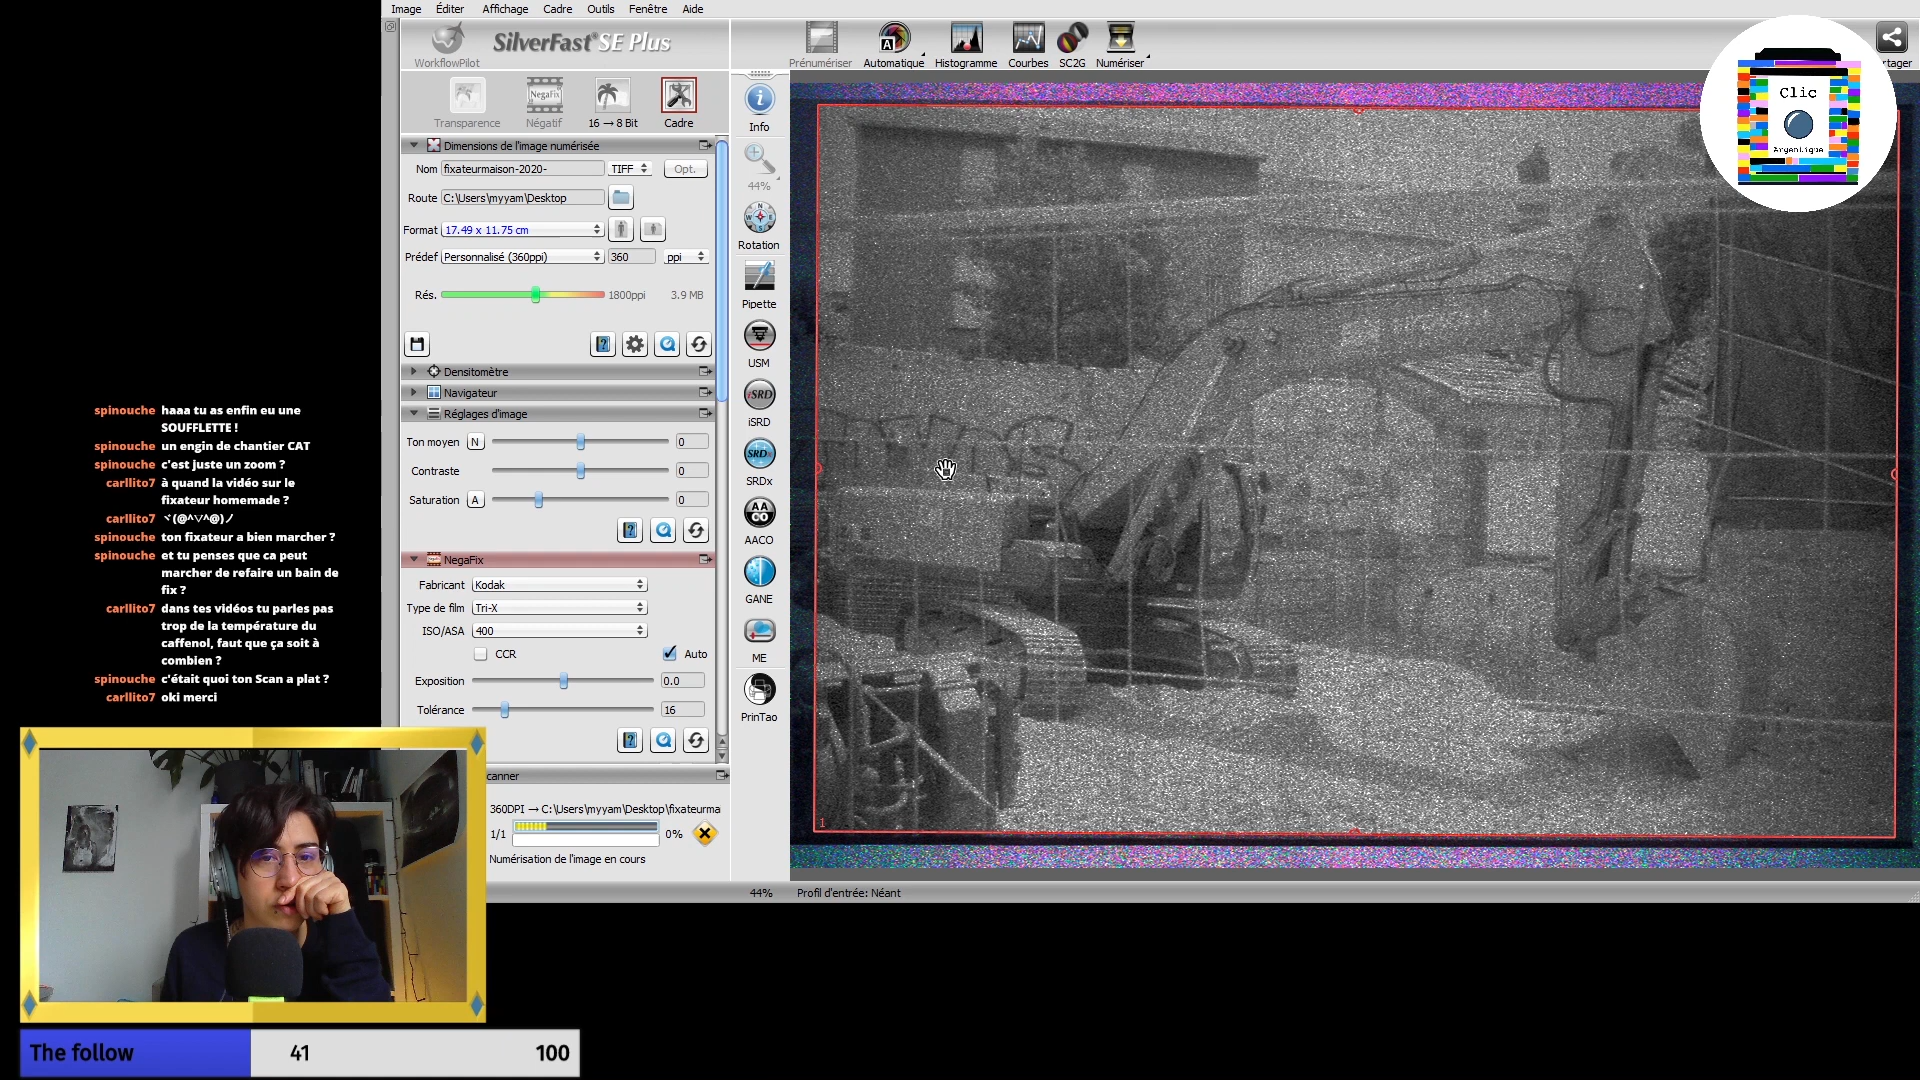 Image Éditer Affichage Cadre Outils Fenêtre Aide
SilverFast® SE Plus
WorkflowPilot
Prénumériser Automatique Histogramme Courbes SC2G Numériser
rtager
Clic
Argentique
Transparence Négatif 16→8 Bit Cadre
NegaFix
Dimensions de l'image numérisée
Nom fixateurmaison-2020- TIFF Opt.
Route C:\Users\myyam\Desktop
Format 17.49 x 11.75 cm
Prédef Personnalisé (360ppi) 360 ppi
Rés. 1800ppi 3.9 MB
Densitomètre
Navigateur
Réglages d'image
Ton moyen N 0
Contraste 0
Saturation A 0
NegaFix
Fabricant Kodak
Type de film Tri-X
ISO/ASA 400
CCR Auto
Exposition 0.0
Tolérance 16
canner
360DPI → C:\Users\myyam\Desktop\fixateurma
1/1 0%
Numérisation de l'image en cours
Info
44%
Rotation
Pipette
USM
iSRD
iSRD
SRDx
SRDx
AA
CO
AACO
GANE
ME
PrinTao
1
44% Profil d'entrée: Néant
spinouche haaa tu as enfin eu une
SOUFFLETTE !
spinouche un engin de chantier CAT
spinouche c'est juste un zoom ?
carllito7 à quand la vidéo sur le
fixateur homemade ?
carllito7 ヾ(@^▽^@)ノ
spinouche ton fixateur a bien marcher ?
spinouche et tu penses que ca peut
marcher de refaire un bain de
fix ?
carllito7 dans tes vidéos tu parles pas
trop de la température du
caffenol, faut que ça soit à
combien ?
spinouche c'était quoi ton Scan a plat ?
carllito7 oki merci
The follow 41 100